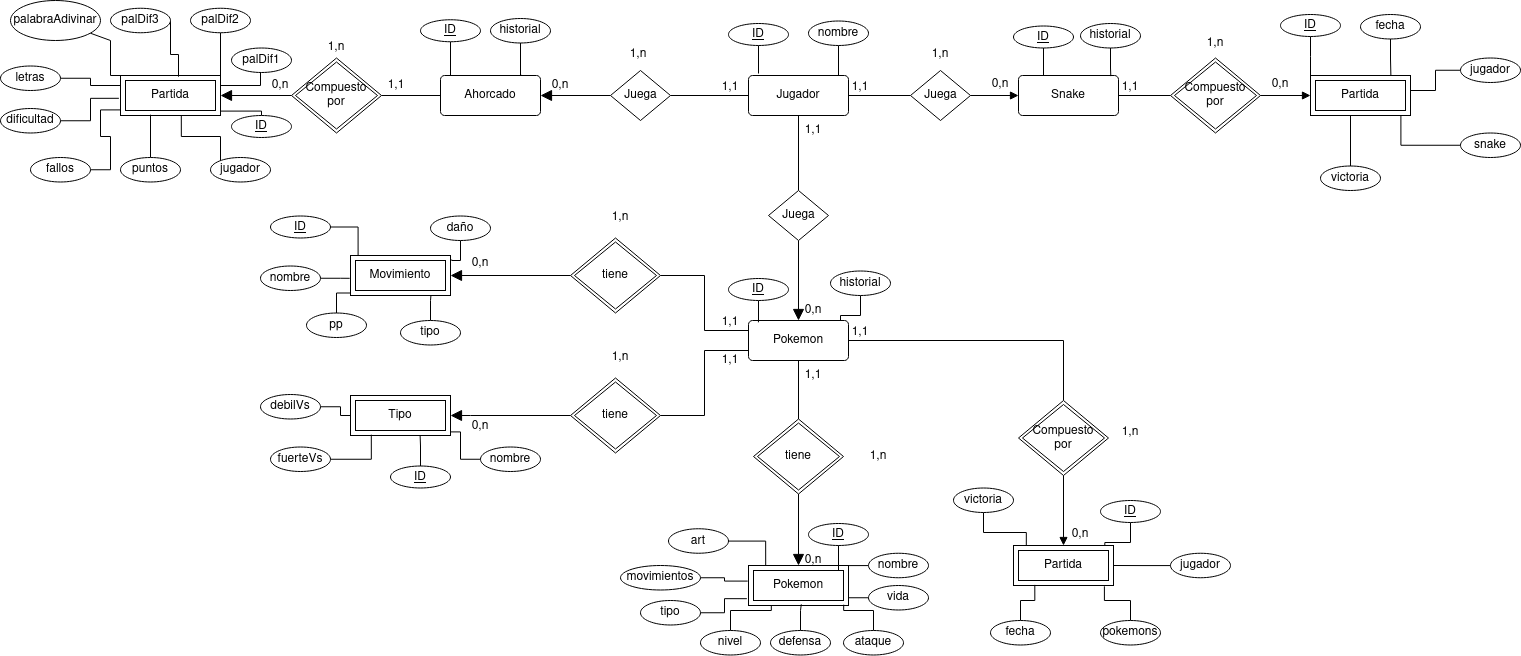 palabraAdivinar
palDif3
palDif2
palDif1
letras
dificultad
fallos
puntos
jugador
ID
Partida
0,n
1,n
Compuesto
por
1,1
ID
historial
Ahorcado
0,n
1,n
Juega
1,1
ID
nombre
Jugador
1,1
1,n
Juega
0,n
ID
historial
Snake
1,1
1,n
Compuesto
por
0,n
ID
fecha
jugador
Partida
snake
victoria
1,1
Juega
0,n
ID
daño
nombre
Movimiento
pp
tipo
0,n
1,n
tiene
1,1
ID
historial
Pokemon
1,1
1,1
1,1
debilVs
Tipo
fuerteVs
ID
nombre
0,n
1,n
tiene
tiene
1,n
0,n
Compuesto
por
1,n
0,n
art
ID
movimientos
Pokemon
nombre
tipo
vida
nivel
defensa
ataque
victoria
ID
Partida
jugador
fecha
pokemons